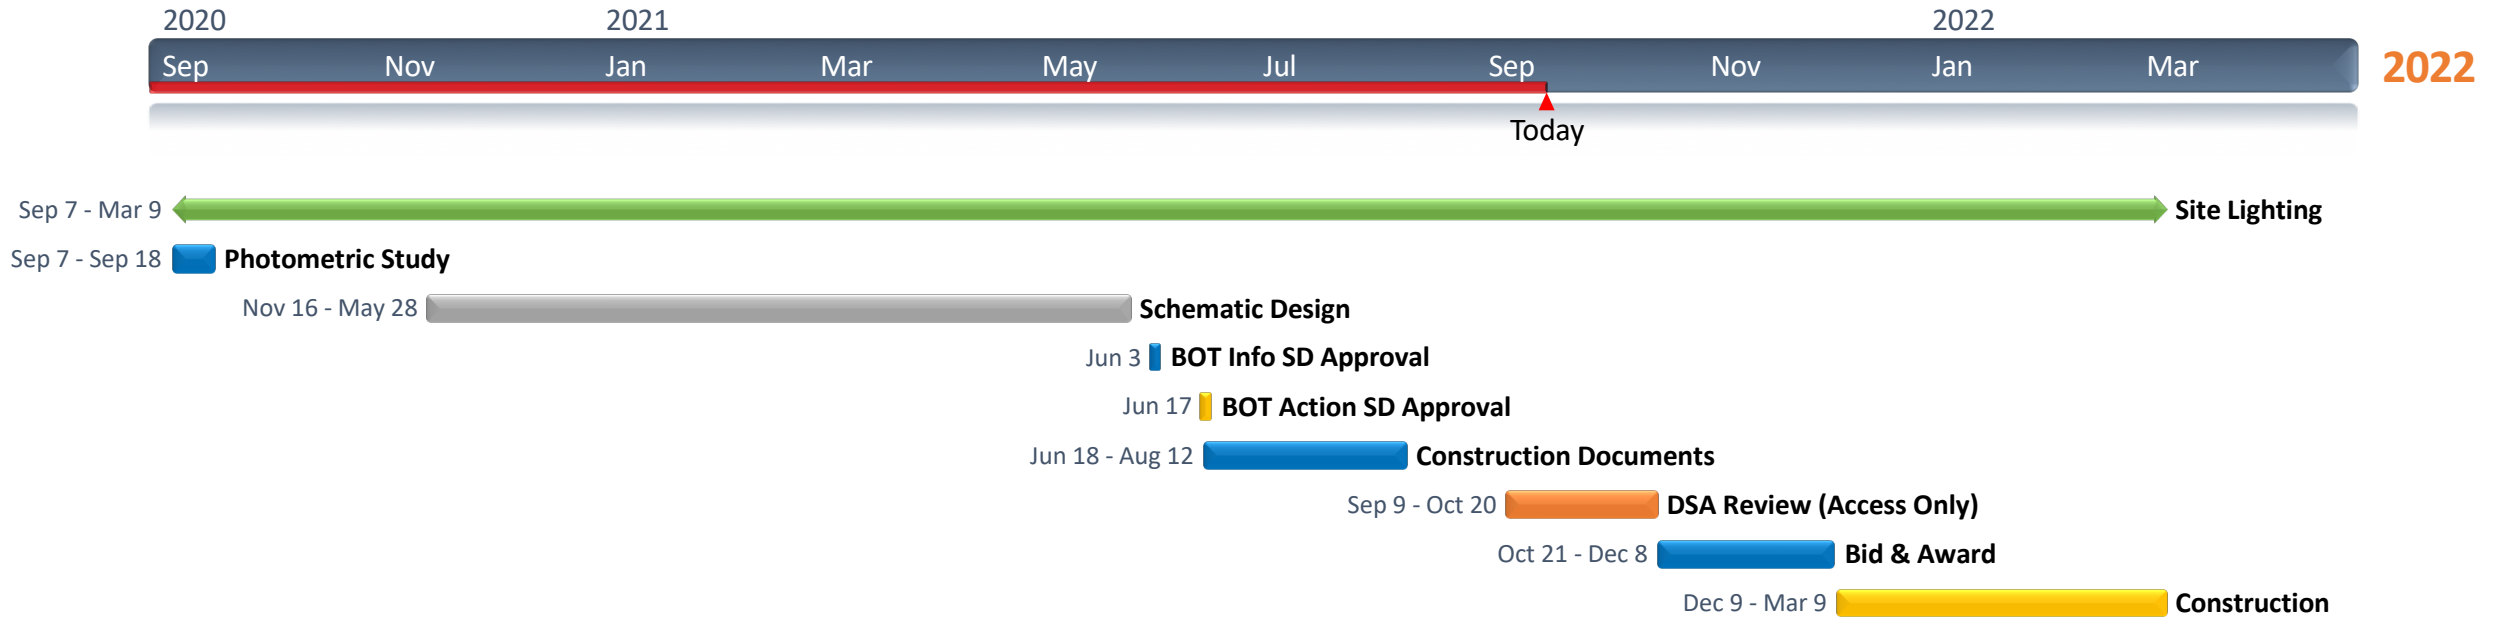 2020 2021 2022
Sep Nov Jan Mar May Jul Sep Nov Jan Mar 2022
Today
Sep 7 - Mar 9 Site Lighting
Sep 7 - Sep 18 Photometric Study
Nov 16 - May 28 Schematic Design
Jun 3 BOT Info SD Approval
Jun 17 BOT Action SD Approval
Jun 18 - Aug 12 Construction Documents
Sep 9 - Oct 20 DSA Review (Access Only)
Oct 21 - Dec 8 Bid & Award
Dec 9 - Mar 9 Construction